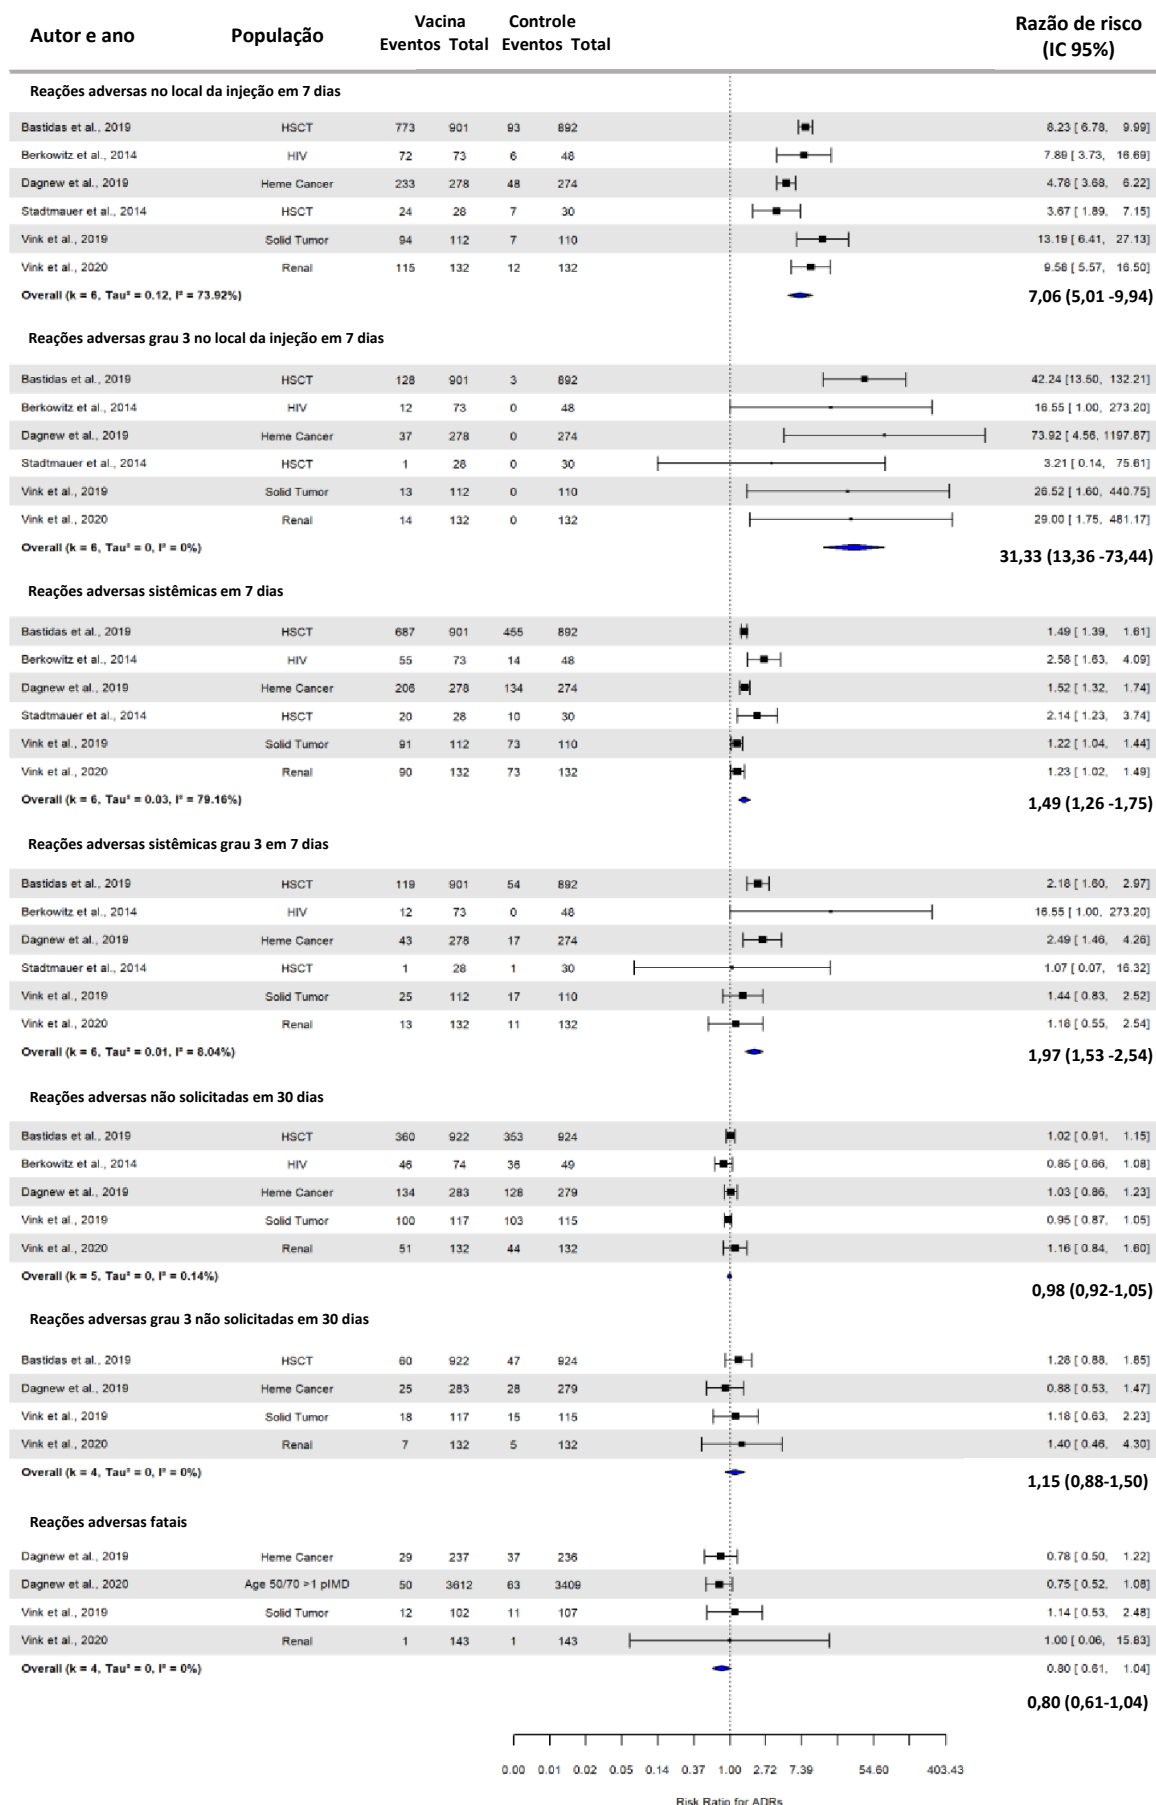 Autor e ano População Vacina Controle Razão de risco
Eventos Total Eventos Total (IC 95%)
Reações adversas no local da injeção em 7 dias
Bastidas et al., 2019 HSCT 773 901 93 892 8.23 [ 6.78, 9.99]
Berkowitz et al., 2014 HIV 72 73 6 48 7.89 [ 3.73, 16.69]
Dagnew et al., 2019 Heme Cancer 233 278 48 274 4.78 [ 3.68, 6.22]
Stadtmauer et al., 2014 HSCT 24 28 7 30 3.67 [ 1.89, 7.15]
Vink et al., 2019 Solid Tumor 94 112 7 110 13.19 [ 6.41, 27.13]
Vink et al., 2020 Renal 115 132 12 132 9.58 [ 5.57, 16.50]
Overall (k = 6, Tau² = 0.12, I² = 73.92%) 7,06 (5,01 -9,94)
Reações adversas grau 3 no local da injeção em 7 dias
Bastidas et al., 2019 HSCT 128 901 3 892 42.24 [13.50, 132.21]
Berkowitz et al., 2014 HIV 12 73 0 48 16.55 [ 1.00, 273.20]
Dagnew et al., 2019 Heme Cancer 37 278 0 274 73.92 [ 4.56, 1197.87]
Stadtmauer et al., 2014 HSCT 1 28 0 30 3.21 [ 0.14, 75.61]
Vink et al., 2019 Solid Tumor 13 112 0 110 26.52 [ 1.60, 440.75]
Vink et al., 2020 Renal 14 132 0 132 29.00 [ 1.75, 481.17]
Overall (k = 6, Tau² = 0, I² = 0%) 31,33 (13,36 -73,44)
Reações adversas sistêmicas em 7 dias
Bastidas et al., 2019 HSCT 687 901 455 892 1.49 [ 1.39, 1.61]
Berkowitz et al., 2014 HIV 55 73 14 48 2.58 [ 1.63, 4.09]
Dagnew et al., 2019 Heme Cancer 206 278 134 274 1.52 [ 1.32, 1.74]
Stadtmauer et al., 2014 HSCT 20 28 10 30 2.14 [ 1.23, 3.74]
Vink et al., 2019 Solid Tumor 91 112 73 110 1.22 [ 1.04, 1.44]
Vink et al., 2020 Renal 90 132 73 132 1.23 [ 1.02, 1.49]
Overall (k = 6, Tau² = 0.03, I² = 79.16%) 1,49 (1,26 -1,75)
Reações adversas sistêmicas grau 3 em 7 dias
Bastidas et al., 2019 HSCT 119 901 54 892 2.18 [ 1.60, 2.97]
Berkowitz et al., 2014 HIV 12 73 0 48 16.55 [ 1.00, 273.20]
Dagnew et al., 2019 Heme Cancer 43 278 17 274 2.49 [ 1.46, 4.26]
Stadtmauer et al., 2014 HSCT 1 28 1 30 1.07 [ 0.07, 16.32]
Vink et al., 2019 Solid Tumor 25 112 17 110 1.44 [ 0.83, 2.52]
Vink et al., 2020 Renal 13 132 11 132 1.18 [ 0.55, 2.54]
Overall (k = 6, Tau² = 0.01, I² = 8.04%) 1,97 (1,53 -2,54)
Reações adversas não solicitadas em 30 dias
Bastidas et al., 2019 HSCT 360 922 353 924 1.02 [ 0.91, 1.15]
Berkowitz et al., 2014 HIV 46 74 36 49 0.85 [ 0.66, 1.08]
Dagnew et al., 2019 Heme Cancer 134 283 128 279 1.03 [ 0.86, 1.23]
Vink et al., 2019 Solid Tumor 100 117 103 115 0.95 [ 0.87, 1.05]
Vink et al., 2020 Renal 51 132 44 132 1.16 [ 0.84, 1.60]
Overall (k = 5, Tau² = 0, I² = 0.14%) 0,98 (0,92-1,05)
Reações adversas grau 3 não solicitadas em 30 dias
Bastidas et al., 2019 HSCT 60 922 47 924 1.28 [ 0.88, 1.85]
Dagnew et al., 2019 Heme Cancer 25 283 28 279 0.88 [ 0.53, 1.47]
Vink et al., 2019 Solid Tumor 18 117 15 115 1.18 [ 0.63, 2.23]
Vink et al., 2020 Renal 7 132 5 132 1.40 [ 0.46, 4.30]
Overall (k = 4, Tau² = 0, I² = 0%) 1,15 (0,88-1,50)
Reações adversas fatais
Dagnew et al., 2019 Heme Cancer 29 237 37 236 0.78 [ 0.50, 1.22]
Dagnew et al., 2020 Age 50/70 >1 pIMD 50 3612 63 3409 0.75 [ 0.52, 1.08]
Vink et al., 2019 Solid Tumor 12 102 11 107 1.14 [ 0.53, 2.48]
Vink et al., 2020 Renal 1 143 1 143 1.00 [ 0.06, 15.83]
Overall (k = 4, Tau² = 0, I² = 0%) 0.80 [ 0.61, 1.04]
0,80 (0,61-1,04)
0.00 0.01 0.02 0.05 0.14 0.37 1.00 2.72 7.39 54.60 403.43
Risk Ratio for ADRs